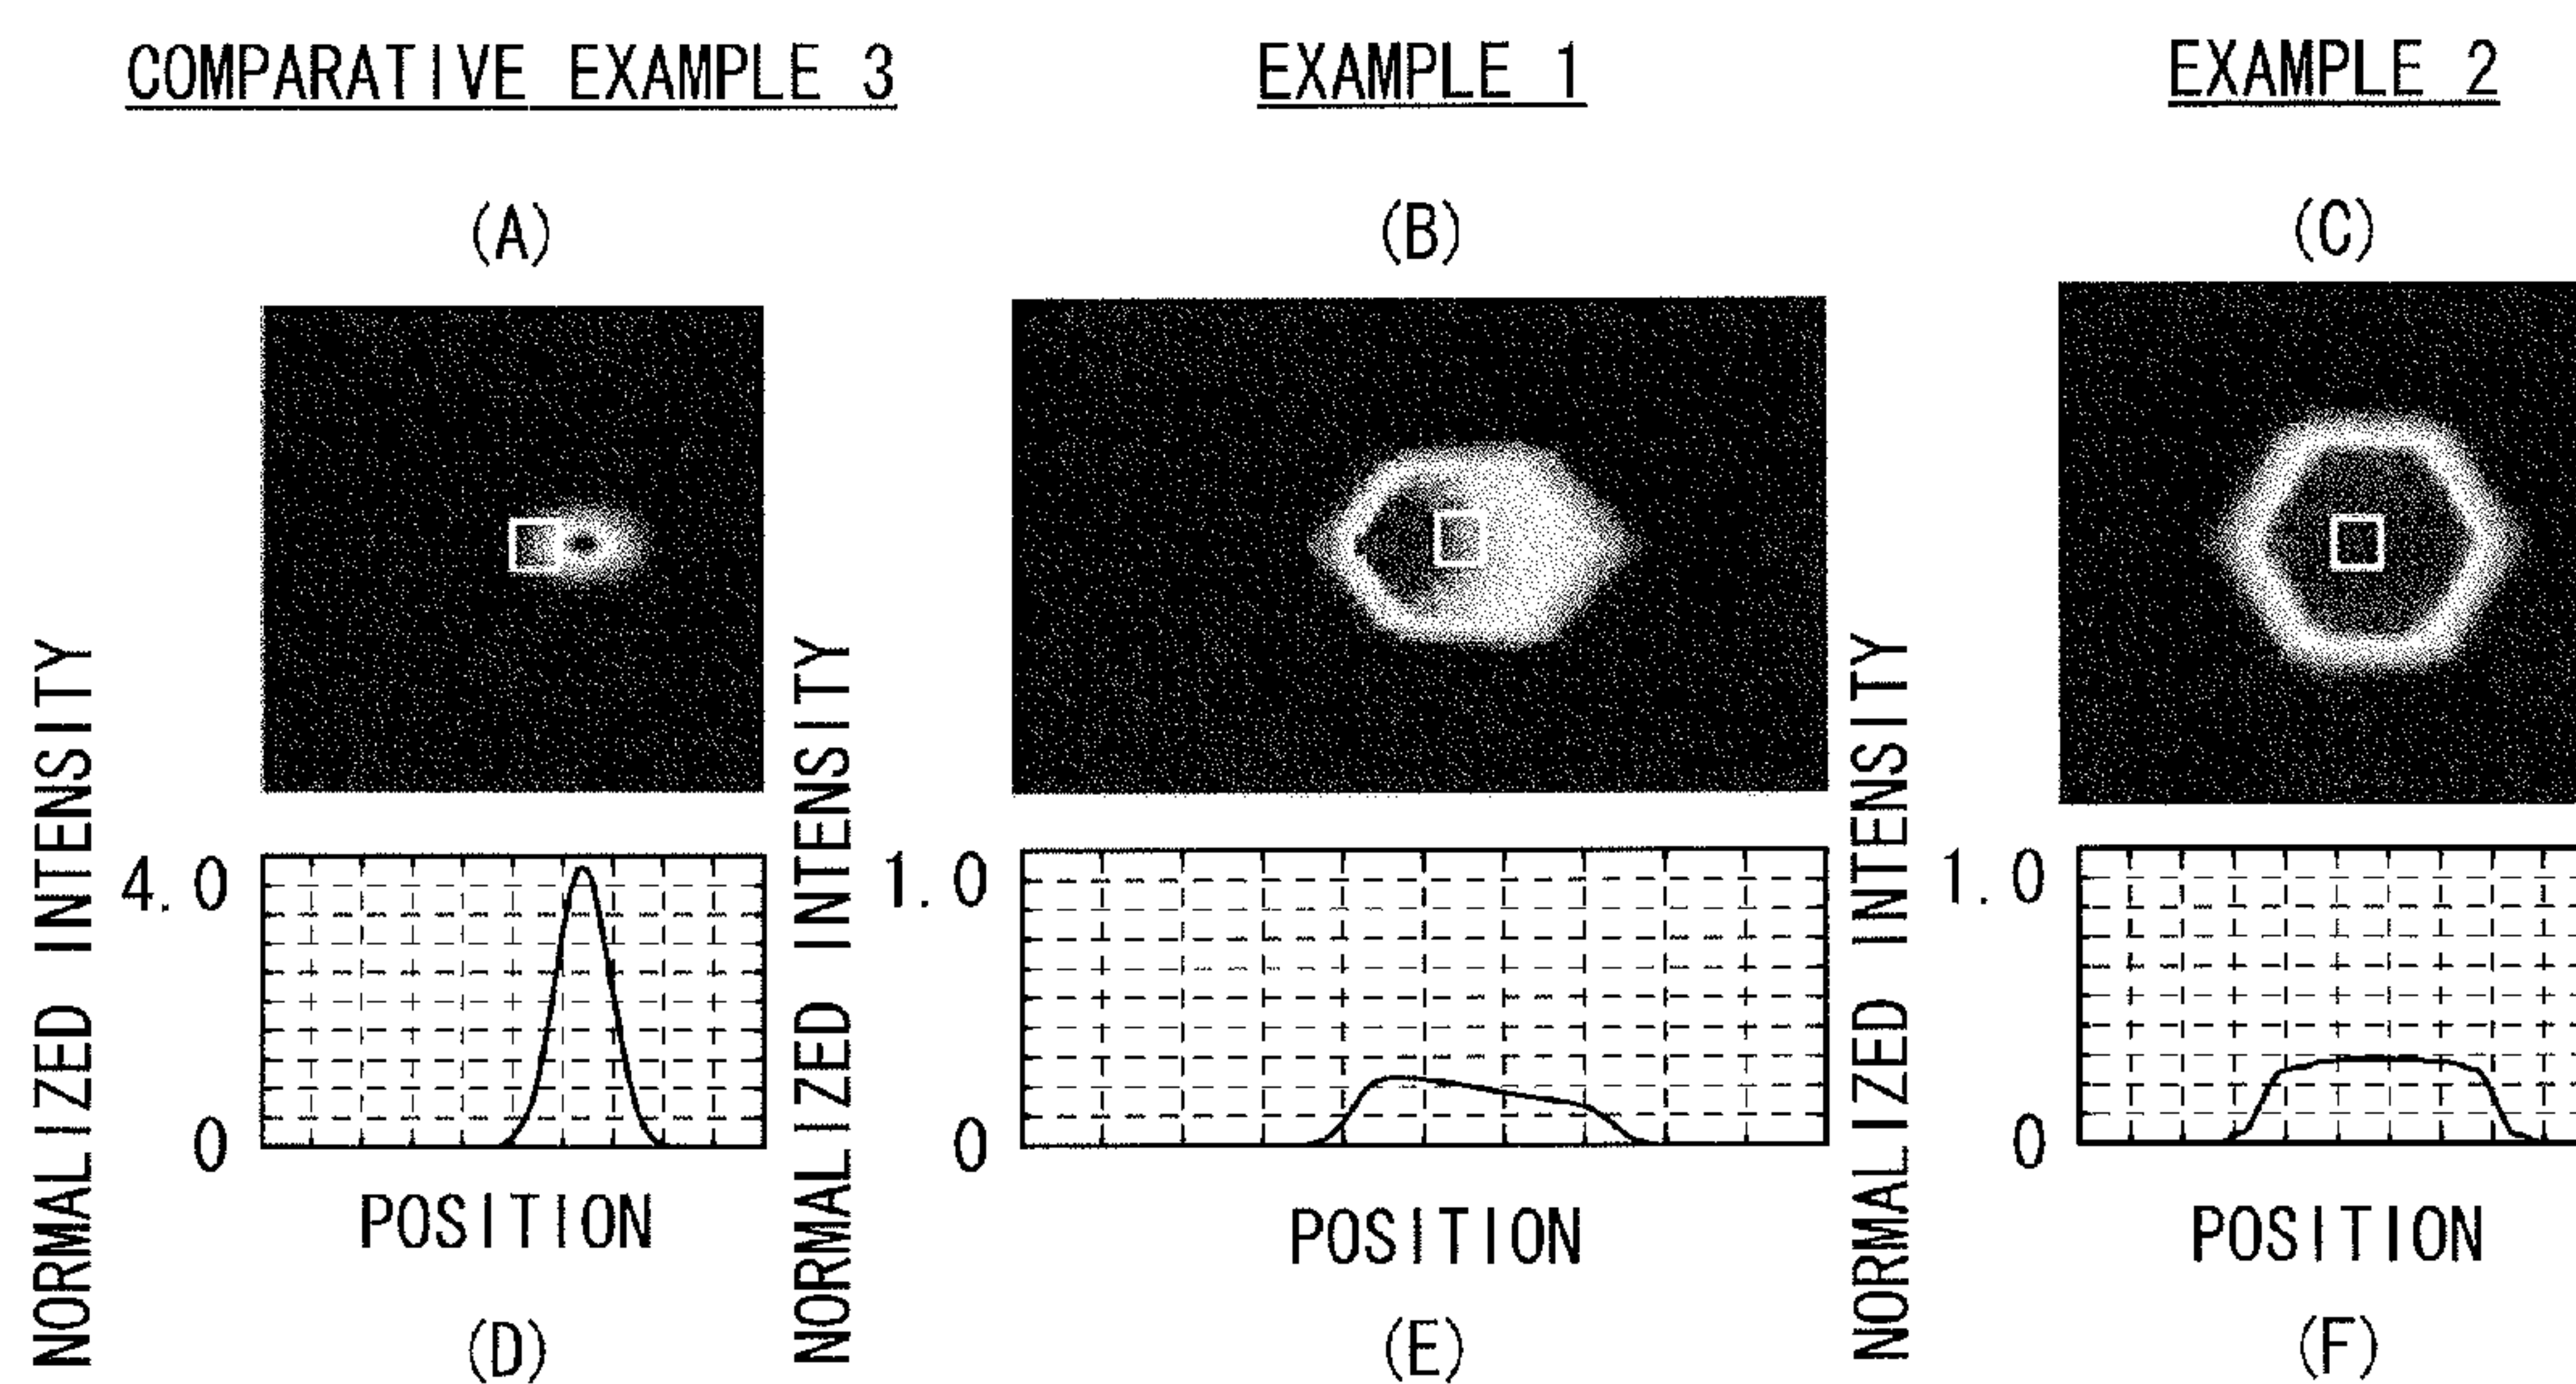 COMPARATIVE EXAMPLE 3
EXAMPLE 1
EXAMPLE 2
(A)
(B)
(C)
NORMALIZED INTENSITY
4.0
0
POSITION
(D)
NORMALIZED INTENSITY
1.0
0
POSITION
(E)
NORMALIZED INTENSITY
1.0
0
POSITION
(F)